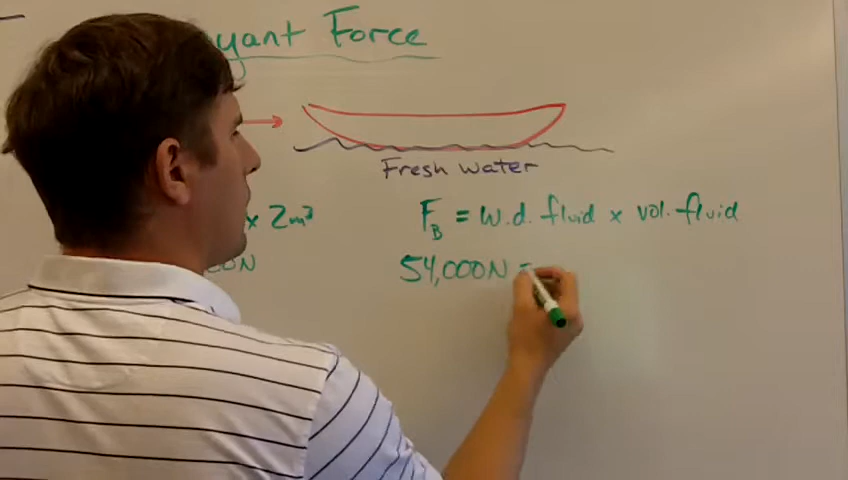 yant Force
Fresh water
x 2m³
F_B = w.d. fluid x vol. fluid
N
54,000N =